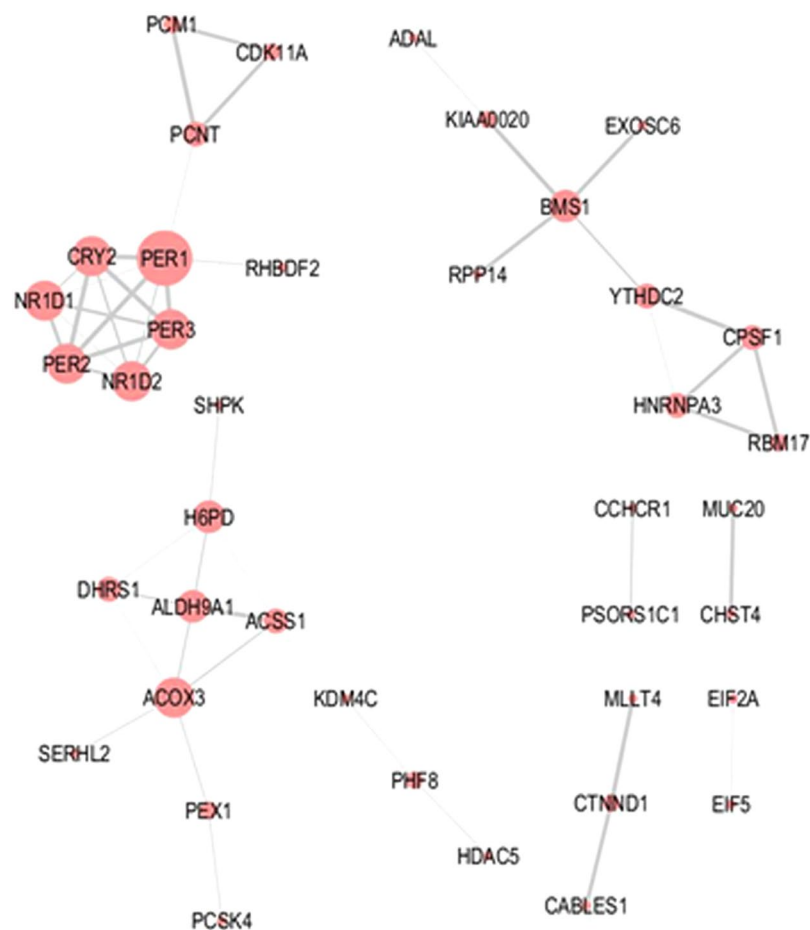 PCM1
CDK11A
PCNT
ADAL
KIAA0020
EXOSC6
BMS1
RPP14
YTHDC2
CPSF1
HNRNPA3
RBM17
CRY2
PER1
RHBDF2
NR1D1
PER3
PER2
NR1D2
SHPK
H6PD
DHRS1
ALDH9A1
ACSS1
ACOX3
SERHL2
PEX1
PCSK4
KDM4C
PHF8
HDAC5
CCHCR1
MUC20
PSORS1C1
CHST4
MLLT4
EIF2A
CTNND1
EIF5
CABLES1